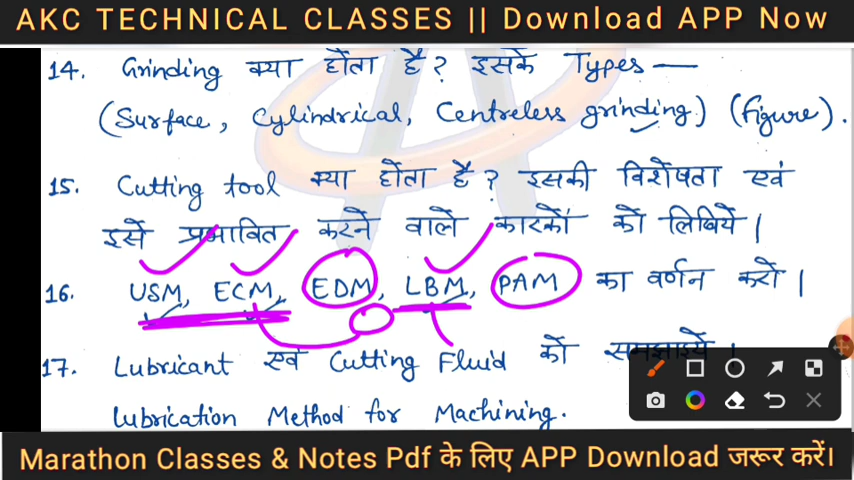 AKC TECHNICAL CLASSES || Download APP Now
14. Grinding क्या होता है? इसके Types —
(Surface, Cylindrical, Centreless grinding) (figure).
15. Cutting tool क्या होता है? इसकी विशेषता एवं
इसे प्रभावित करने वाले कारकों को लिखिये।
16. USM, ECM, EDM, LBM, PAM का वर्णन करो।
17. Lubricant एवं Cutting Fluid को समझाइये।
Lubrication Method for Machining.
Marathon Classes & Notes Pdf के लिए APP Download जरूर करें।